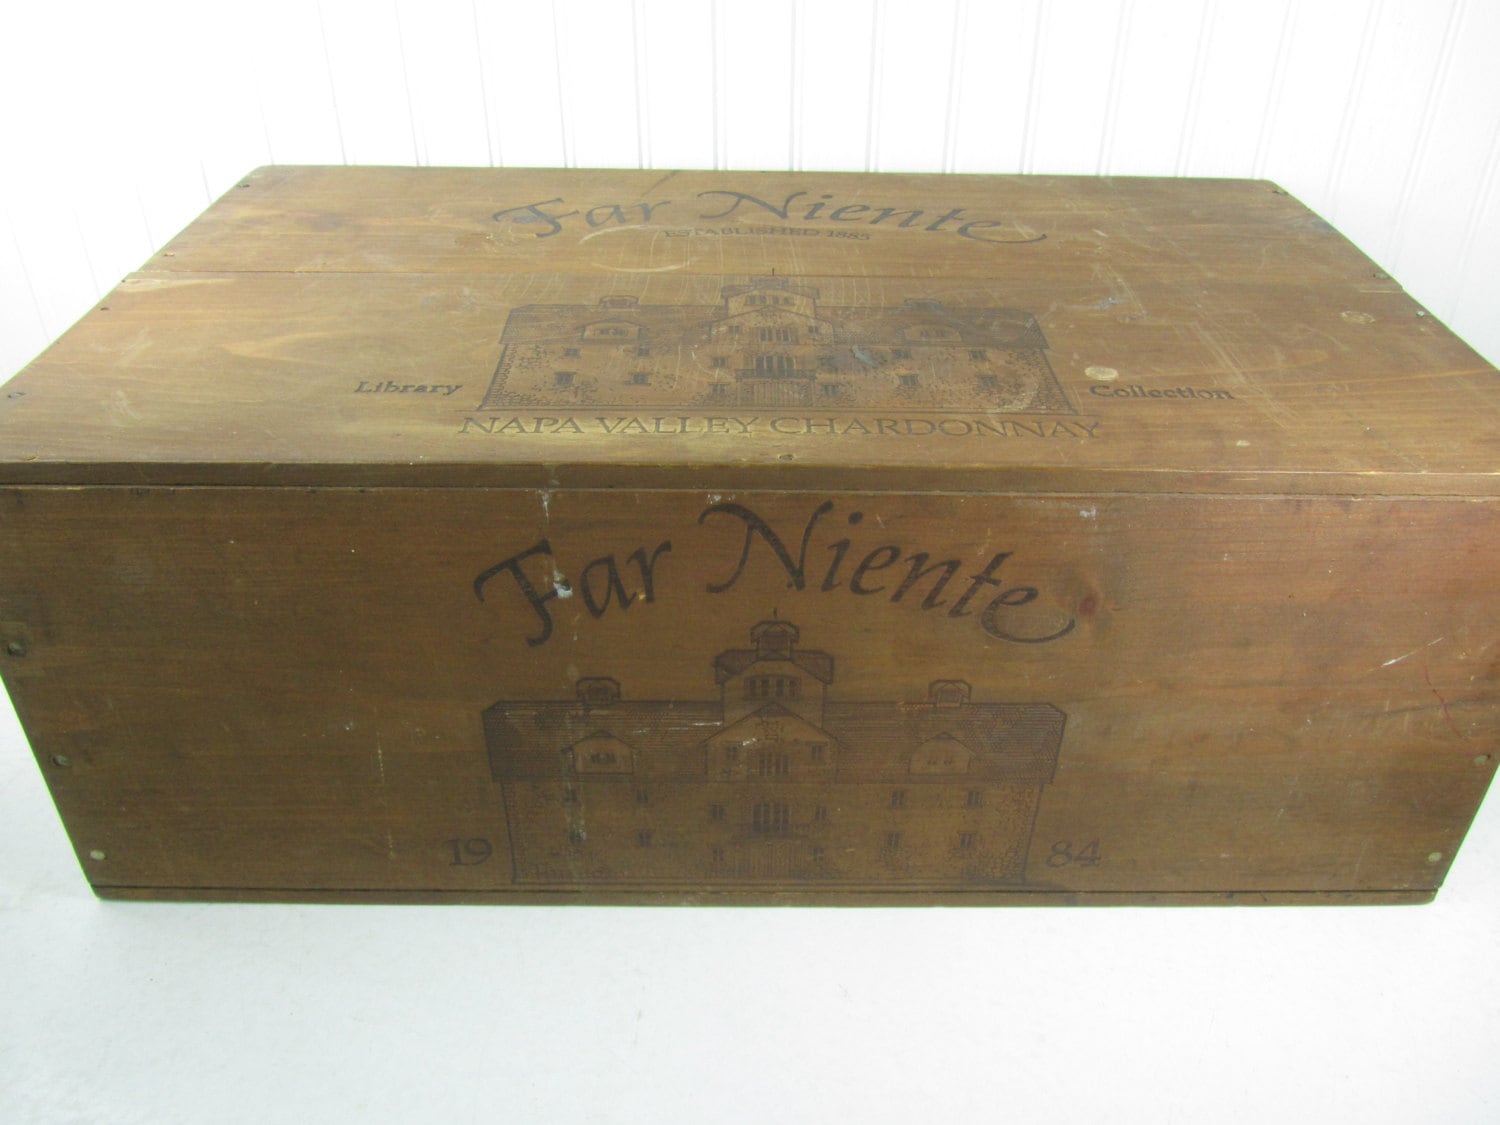 Far Niente
ESTABLISHED 1885
Library Collection
NAPA VALLEY CHARDONNAY
Far Niente
19 84